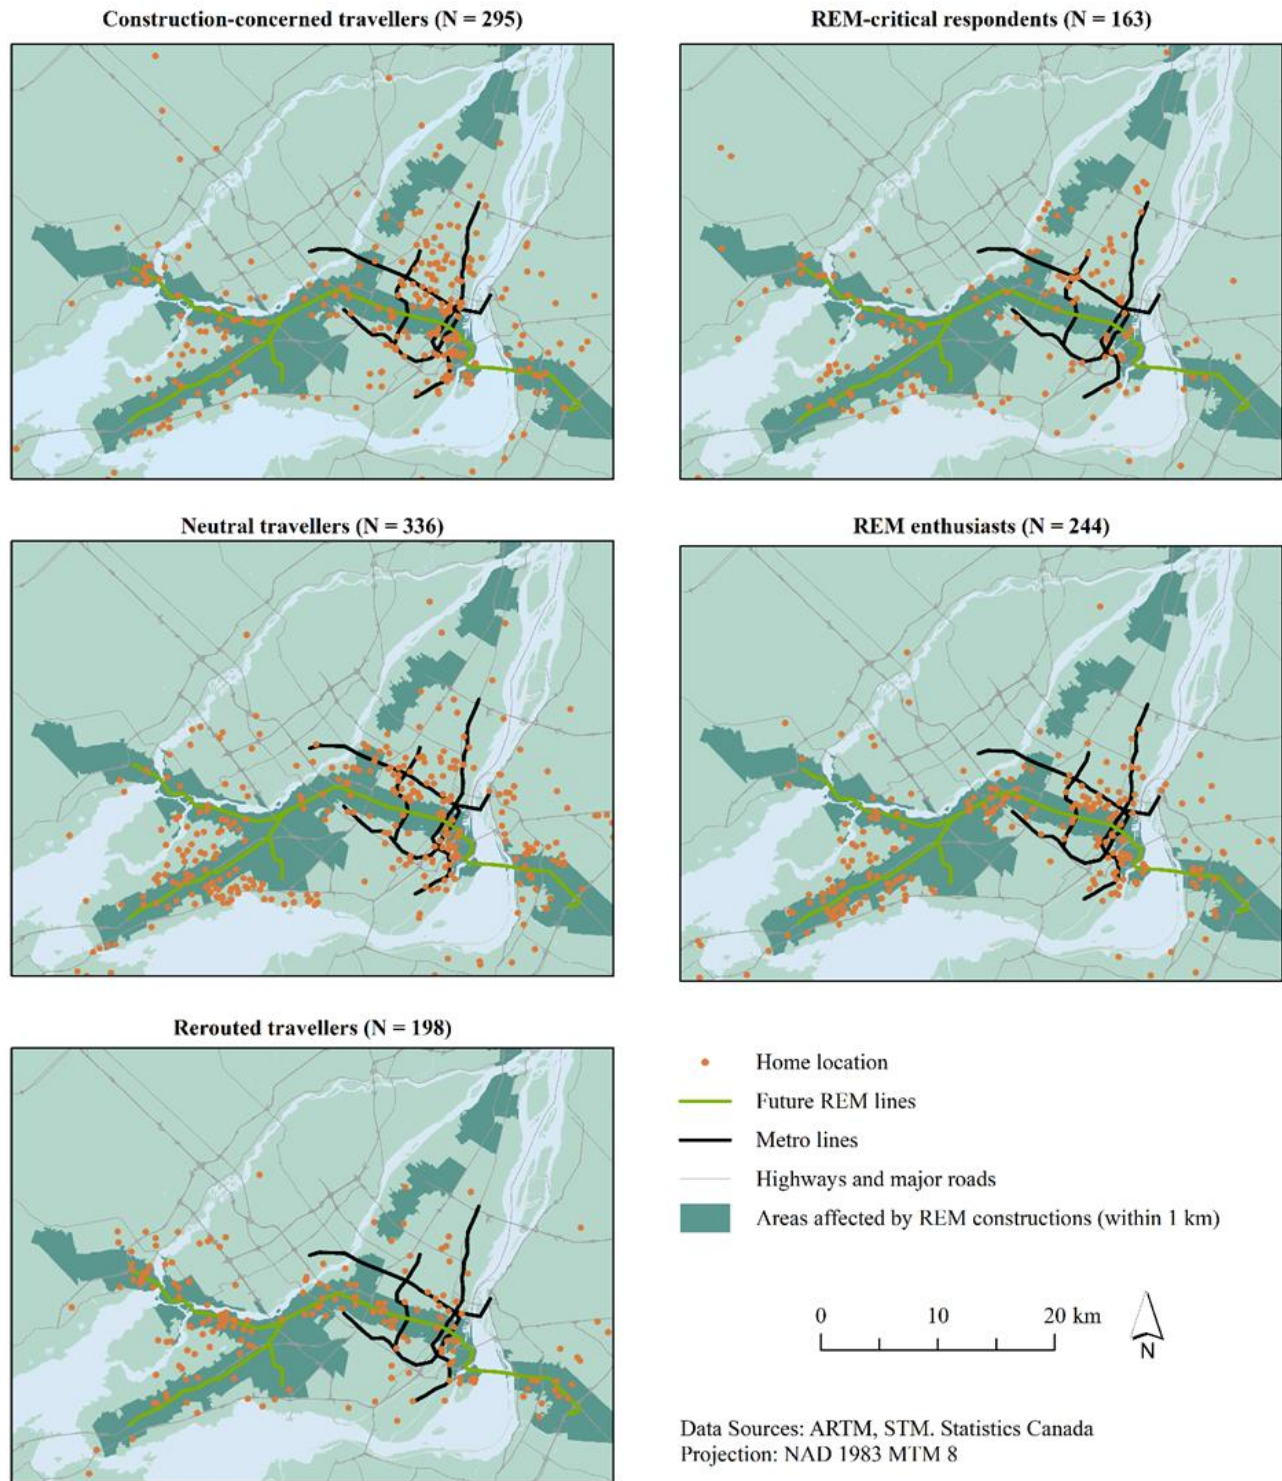 Construction-concerned travellers (N = 295)
REM-critical respondents (N = 163)
Neutral travellers (N = 336)
REM enthusiasts (N = 244)
Rerouted travellers (N = 198)
Home location
Future REM lines
Metro lines
Highways and major roads
Areas affected by REM constructions (within 1 km)
0 10 20 km
N
Data Sources: ARTM, STM. Statistics Canada
Projection: NAD 1983 MTM 8